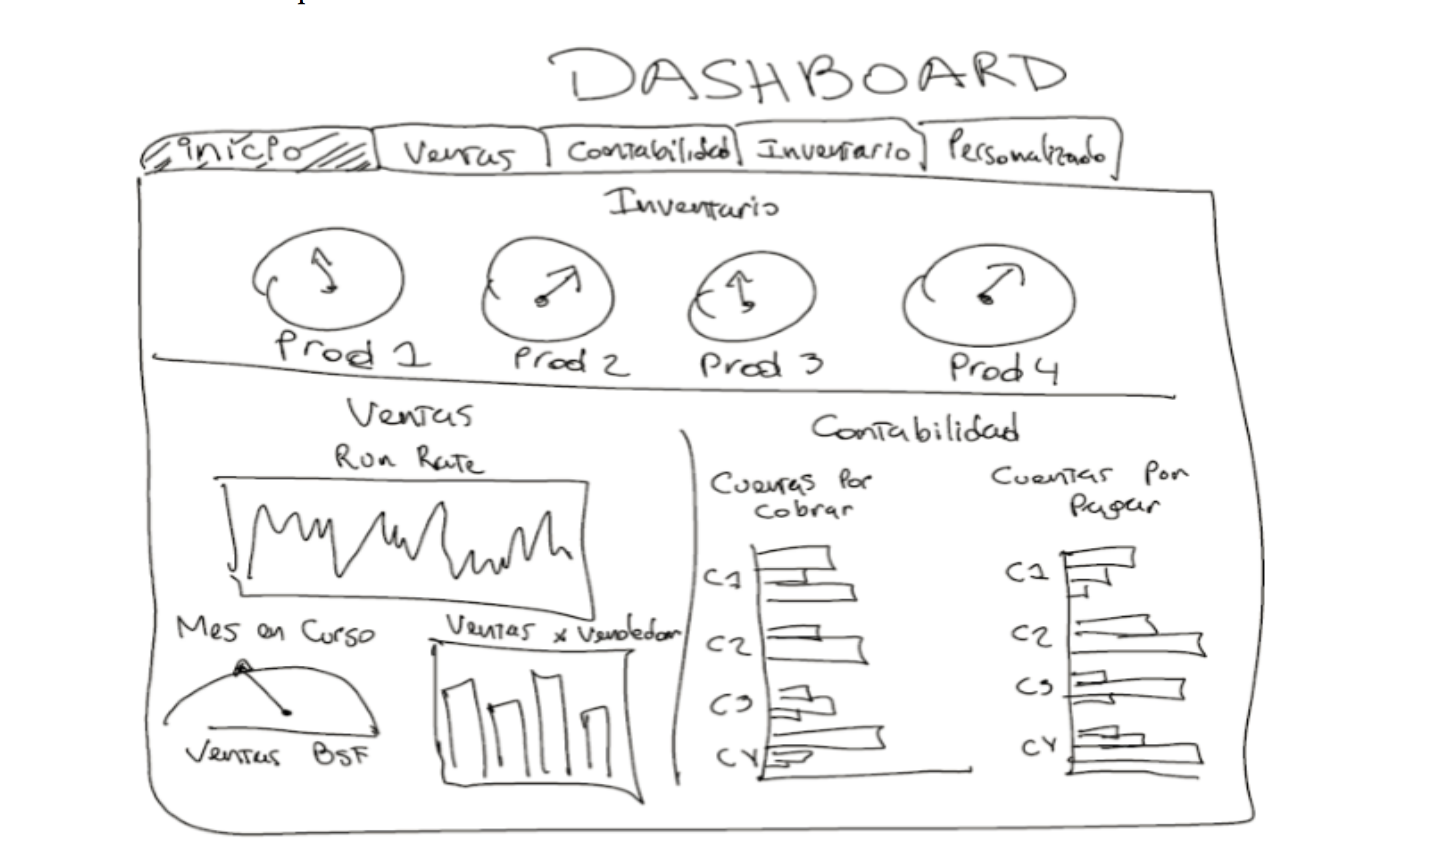 DASHBOARD
inicio Ventas Contabilidad Inventario Personalizado
Inventario
Prod 1 Prod 2 Prod 3 Prod 4
Ventas
Run Rate
Contabilidad
Cuentas Por
Cobrar
Cuentas Por
Pagar
C1
C2
C3
C4
C1
C2
C3
C4
Mes en Curso
Ventas BSF
Ventas x Vendedor